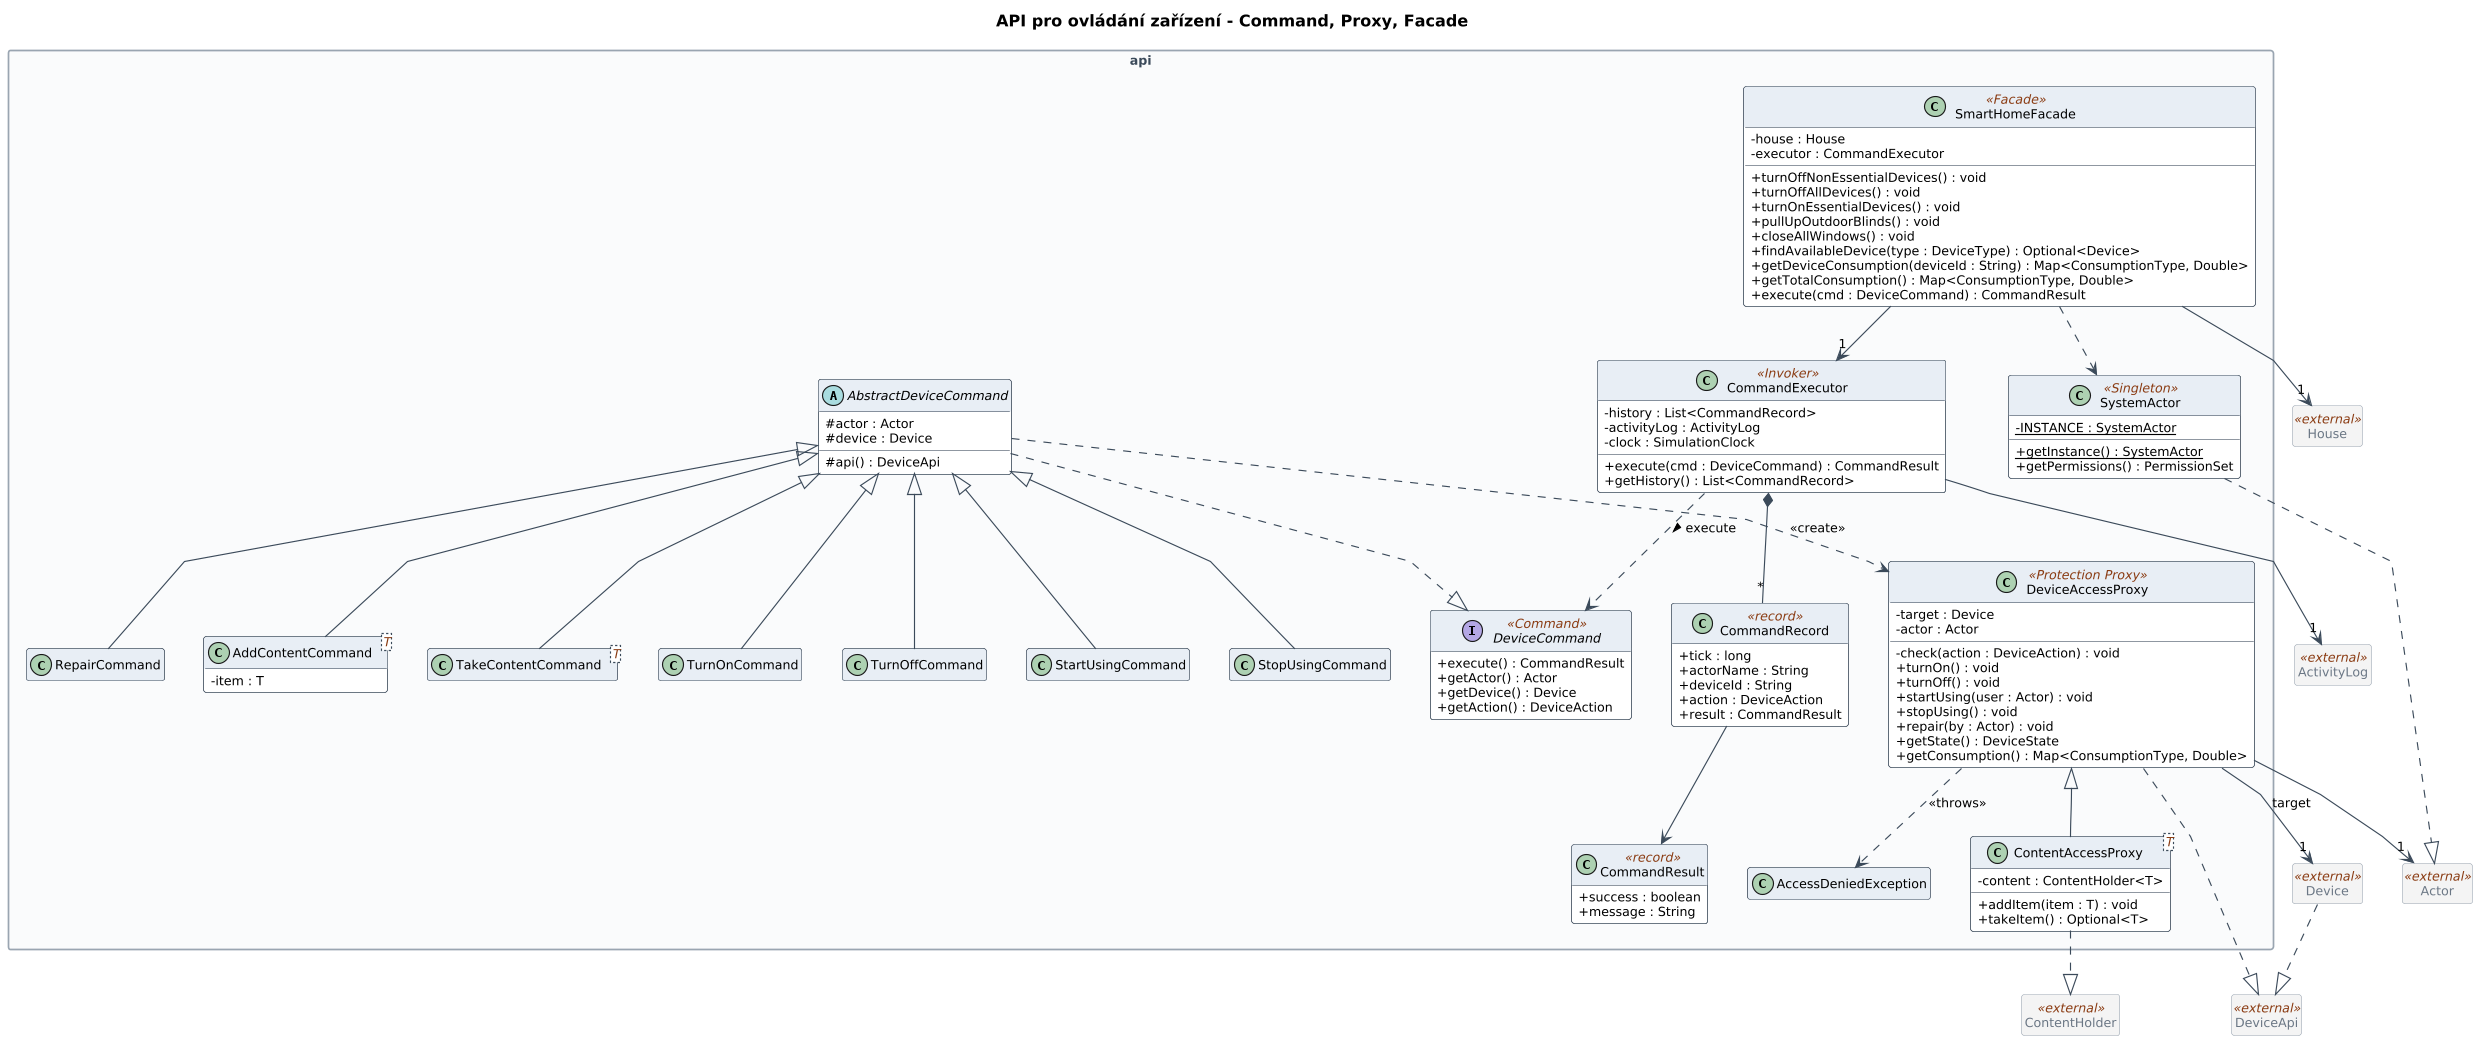 API pro ovládání zařízení - Command, Proxy, Facade
api
C
«Facade»
SmartHomeFacade
-house : House
-executor : CommandExecutor
+turnOffNonEssentialDevices() : void
+turnOffAllDevices() : void
+turnOnEssentialDevices() : void
+pullUpOutdoorBlinds() : void
+closeAllWindows() : void
+findAvailableDevice(type : DeviceType) : Optional<Device>
+getDeviceConsumption(deviceId : String) : Map<ConsumptionType, Double>
+getTotalConsumption() : Map<ConsumptionType, Double>
+execute(cmd : DeviceCommand) : CommandResult
1
1
A
AbstractDeviceCommand
#actor : Actor
#device : Device
#api() : DeviceApi
C
«Invoker»
CommandExecutor
-history : List<CommandRecord>
-activityLog : ActivityLog
-clock : SimulationClock
+execute(cmd : DeviceCommand) : CommandResult
+getHistory() : List<CommandRecord>
C
«Singleton»
SystemActor
-INSTANCE : SystemActor
+getInstance() : SystemActor
+getPermissions() : PermissionSet
«external»
House
execute
«create»
*
1
C
RepairCommand
C
AddContentCommand
T
-item : T
C
TakeContentCommand
T
C
TurnOnCommand
C
TurnOffCommand
C
StartUsingCommand
C
StopUsingCommand
I
«Command»
DeviceCommand
+execute() : CommandResult
+getActor() : Actor
+getDevice() : Device
+getAction() : DeviceAction
C
«record»
CommandRecord
+tick : long
+actorName : String
+deviceId : String
+action : DeviceAction
+result : CommandResult
C
«Protection Proxy»
DeviceAccessProxy
-target : Device
-actor : Actor
-check(action : DeviceAction) : void
+turnOn() : void
+turnOff() : void
+startUsing(user : Actor) : void
+stopUsing() : void
+repair(by : Actor) : void
+getState() : DeviceState
+getConsumption() : Map<ConsumptionType, Double>
«external»
ActivityLog
«throws»
target
1
1
C
«record»
CommandResult
+success : boolean
+message : String
C
AccessDeniedException
C
ContentAccessProxy
T
-content : ContentHolder<T>
+addItem(item : T) : void
+takeItem() : Optional<T>
«external»
Device
«external»
Actor
«external»
ContentHolder
«external»
DeviceApi